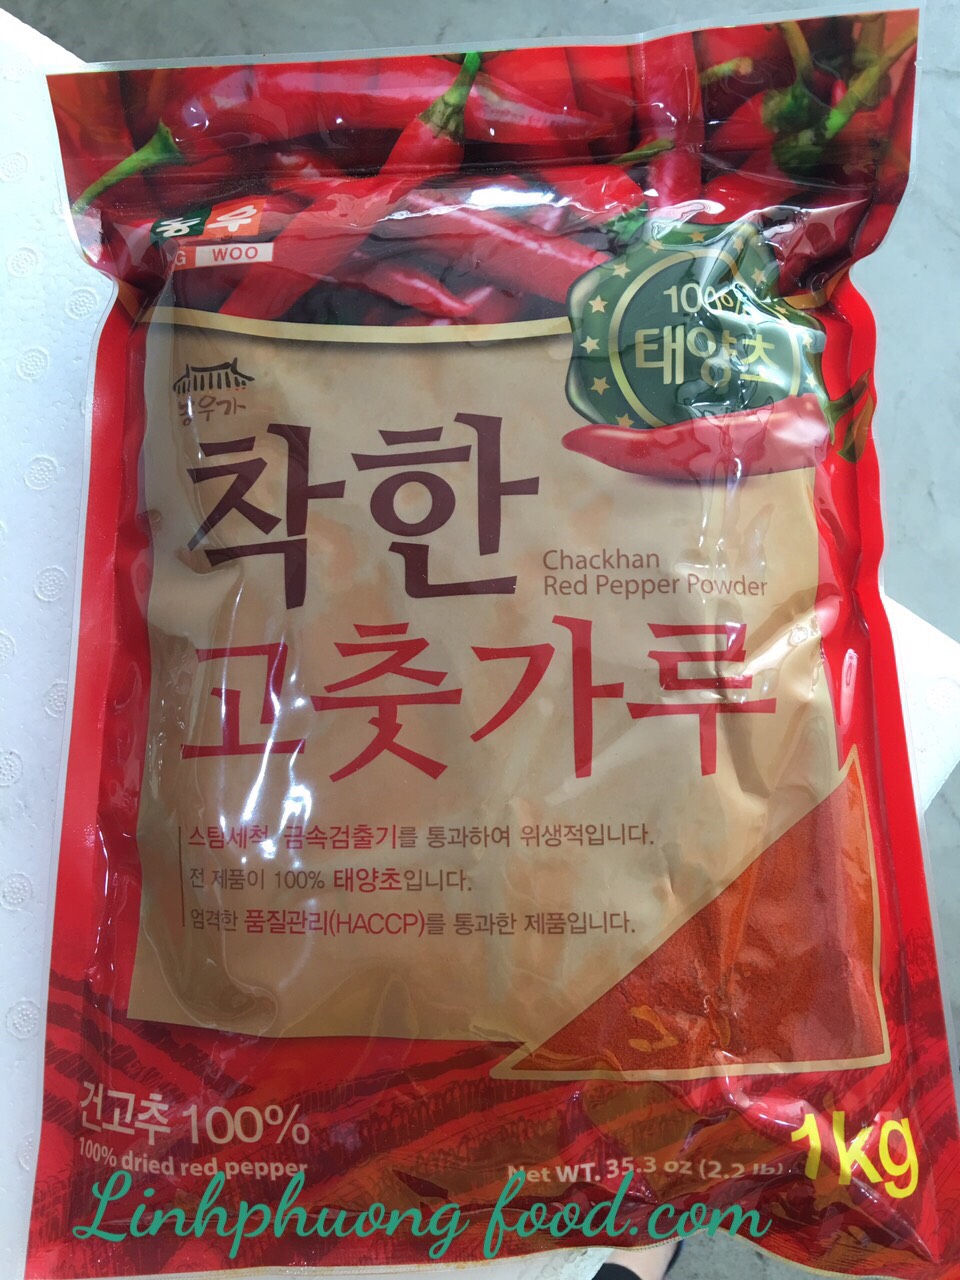 농우
G WOO
100%
태양초
농우가
착한
Chackhan
Red Pepper Powder
고춧가루
스팀세척, 금속검출기를 통과하여 위생적입니다.
전 제품이 100% 태양초입니다.
엄격한 품질관리(HACCP)를 통과한 제품입니다.
건고추 100%
100% dried red pepper
Net WT. 35.3 oz (2.2 lb)
1kg
Linhphuong food.com